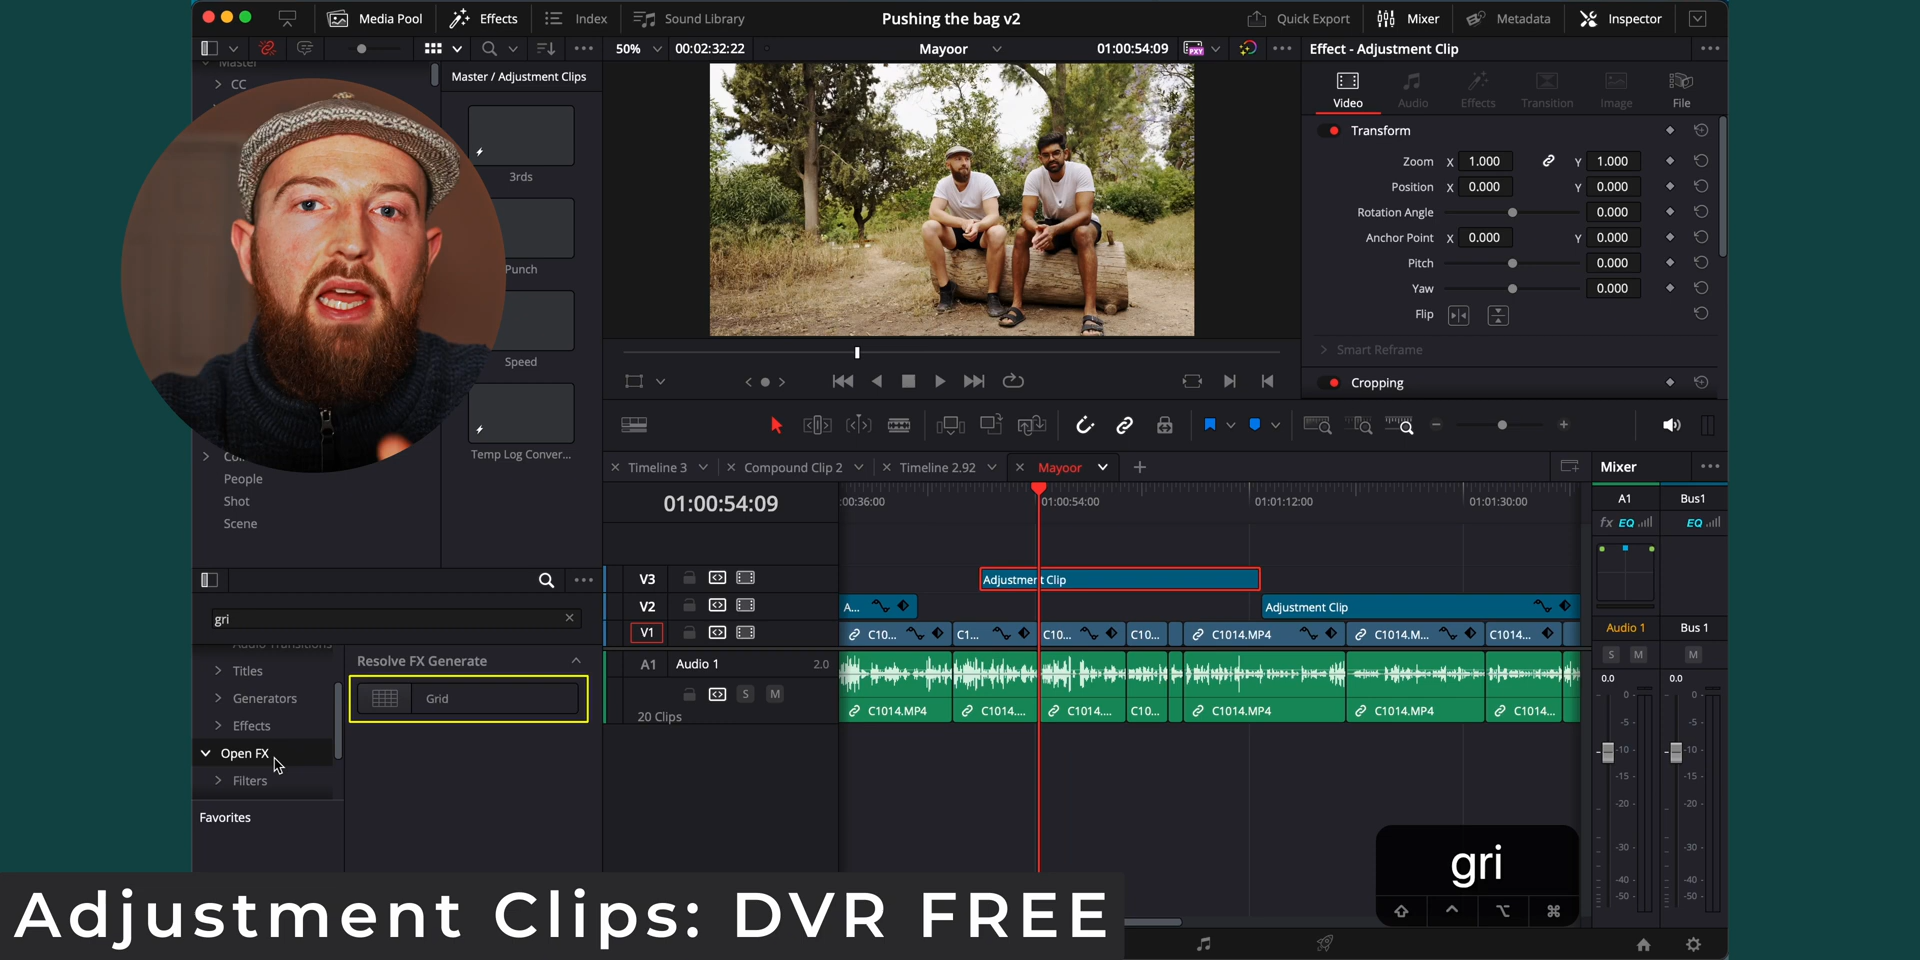 Media Pool Effects Index Sound Library Pushing the bag v2 Quick Export Mixer Metadata Inspector
50% 00:02:32:22 Mayoor 01:00:54:09 PXY Effect - Adjustment Clip
Master
CC
Master / Adjustment Clips
3rds
Punch
Speed
Temp Log Conver...
People
Shot
Scene
Video Audio Effects Transition Image File
Transform
Zoom X 1.000 Y 1.000
Position X 0.000 Y 0.000
Rotation Angle 0.000
Anchor Point X 0.000 Y 0.000
Pitch 0.000
Yaw 0.000
Flip
Smart Reframe
Cropping
Timeline 3 Compound Clip 2 Timeline 2.92 Mayoor
01:00:54:09
:00:36:00 01:00:54:00 01:01:12:00 01:01:30:00
V3 Adjustment Clip
V2 A... Adjustment Clip
V1 C10... C1... C10... C10... C1014.MP4 C1014.M... C1014...
A1 Audio 1 2.0
S M
20 Clips
C1014.MP4 C1014.... C1014.... C10... C1014.MP4 C1014.MP4 C1014...
Mixer
A1 Bus1
fx EQ EQ
Audio 1 Bus 1
S M M
0.0 0.0
0 0
-5 -5
-10 -10
-15 -15
-20 -20
-30 -30
-40 -40
-50 -50
gri
Audio Transitions
Titles
Generators
Effects
Open FX
Filters
Favorites
Resolve FX Generate
Grid
gri
Adjustment Clips: DVR FREE